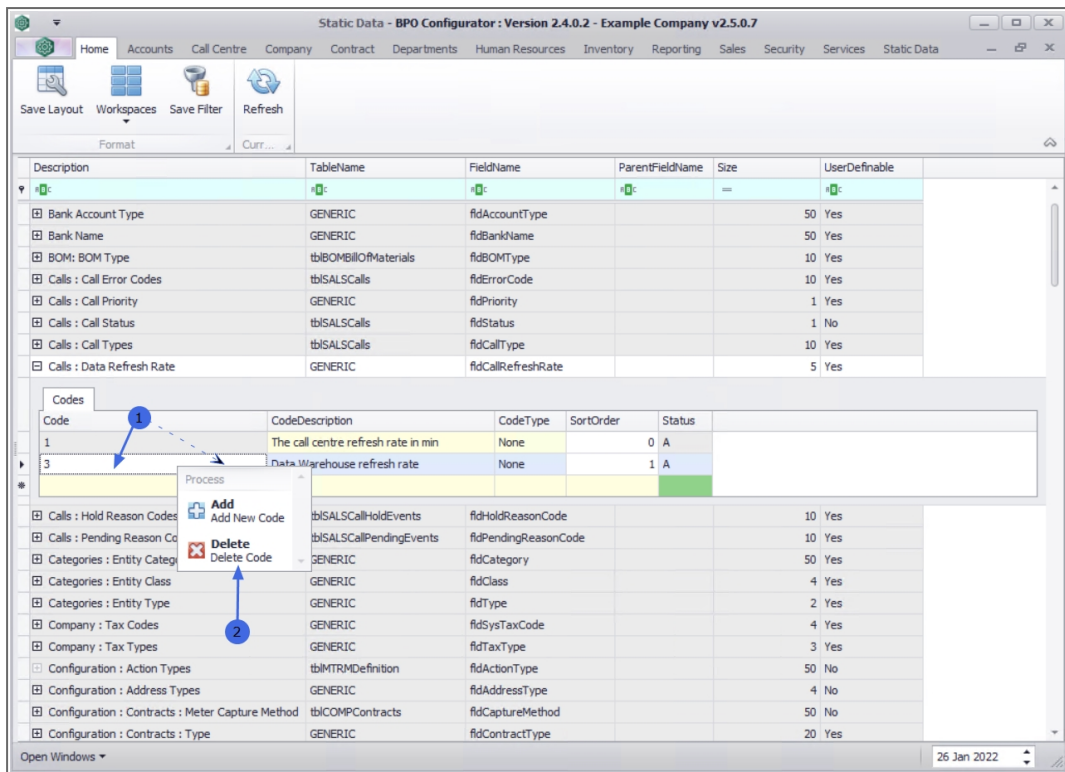 Static Data - BPO Configurator : Version 2.4.0.2 - Example Company v2.5.0.7
Home Accounts Call Centre Company Contract Departments Human Resources Inventory Reporting Sales Security Services Static Data
Save Layout Workspaces Save Filter Refresh
Format Curr...
Description TableName FieldName ParentFieldName Size UserDefinable
Bank Account Type GENERIC fldAccountType 50 Yes
Bank Name GENERIC fldBankName 50 Yes
BOM: BOM Type tblBOMBillOfMaterials fldBOMType 10 Yes
Calls : Call Error Codes tblSALSCalls fldErrorCode 10 Yes
Calls : Call Priority GENERIC fldPriority 1 Yes
Calls : Call Status tblSALSCalls fldStatus 1 No
Calls : Call Types tblSALSCalls fldCallType 10 Yes
Calls : Data Refresh Rate GENERIC fldCallRefreshRate 5 Yes
Codes
Code CodeDescription CodeType SortOrder Status
1
1 The call centre refresh rate in min None 0 A
3 Data Warehouse refresh rate None 1 A
Process
Add
Add New Code
Delete
Delete Code
Calls : Hold Reason Codes tblSALSCallHoldEvents fldHoldReasonCode 10 Yes
Calls : Pending Reason Co tblSALSCallPendingEvents fldPendingReasonCode 10 Yes
Categories : Entity Catego GENERIC fldCategory 50 Yes
Categories : Entity Class GENERIC fldClass 4 Yes
Categories : Entity Type GENERIC fldType 2 Yes
Company : Tax Codes GENERIC fldSysTaxCode 4 Yes
2
Company : Tax Types GENERIC fldTaxType 3 Yes
Configuration : Action Types tblMTRMDefinition fldActionType 50 No
Configuration : Address Types GENERIC fldAddressType 4 No
Configuration : Contracts : Meter Capture Method tblCOMPContracts fldCaptureMethod 50 No
Configuration : Contracts : Type GENERIC fldContractType 20 Yes
Open Windows 26 Jan 2022